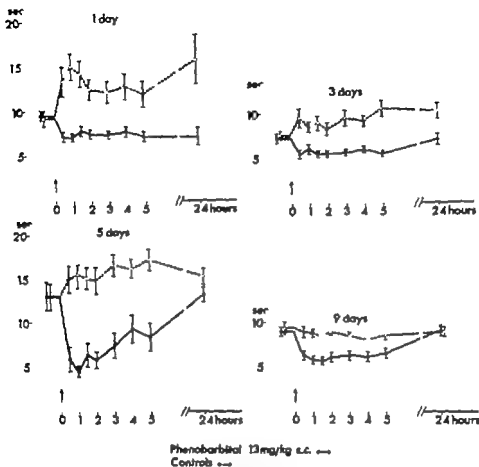 sec
20-
1 day
15
10-
5-
0 1 2 3 4 5 24 hours
sec
3 days
10-
5-
0 1 2 3 4 5 24 hours
sec
20-
5 days
15
10-
5-
0 1 2 3 4 5 24 hours
sec
10-
9 days
5-
0 1 2 3 4 5 24 hours
Phenobarbital 13mg/kg s.c.
Controls